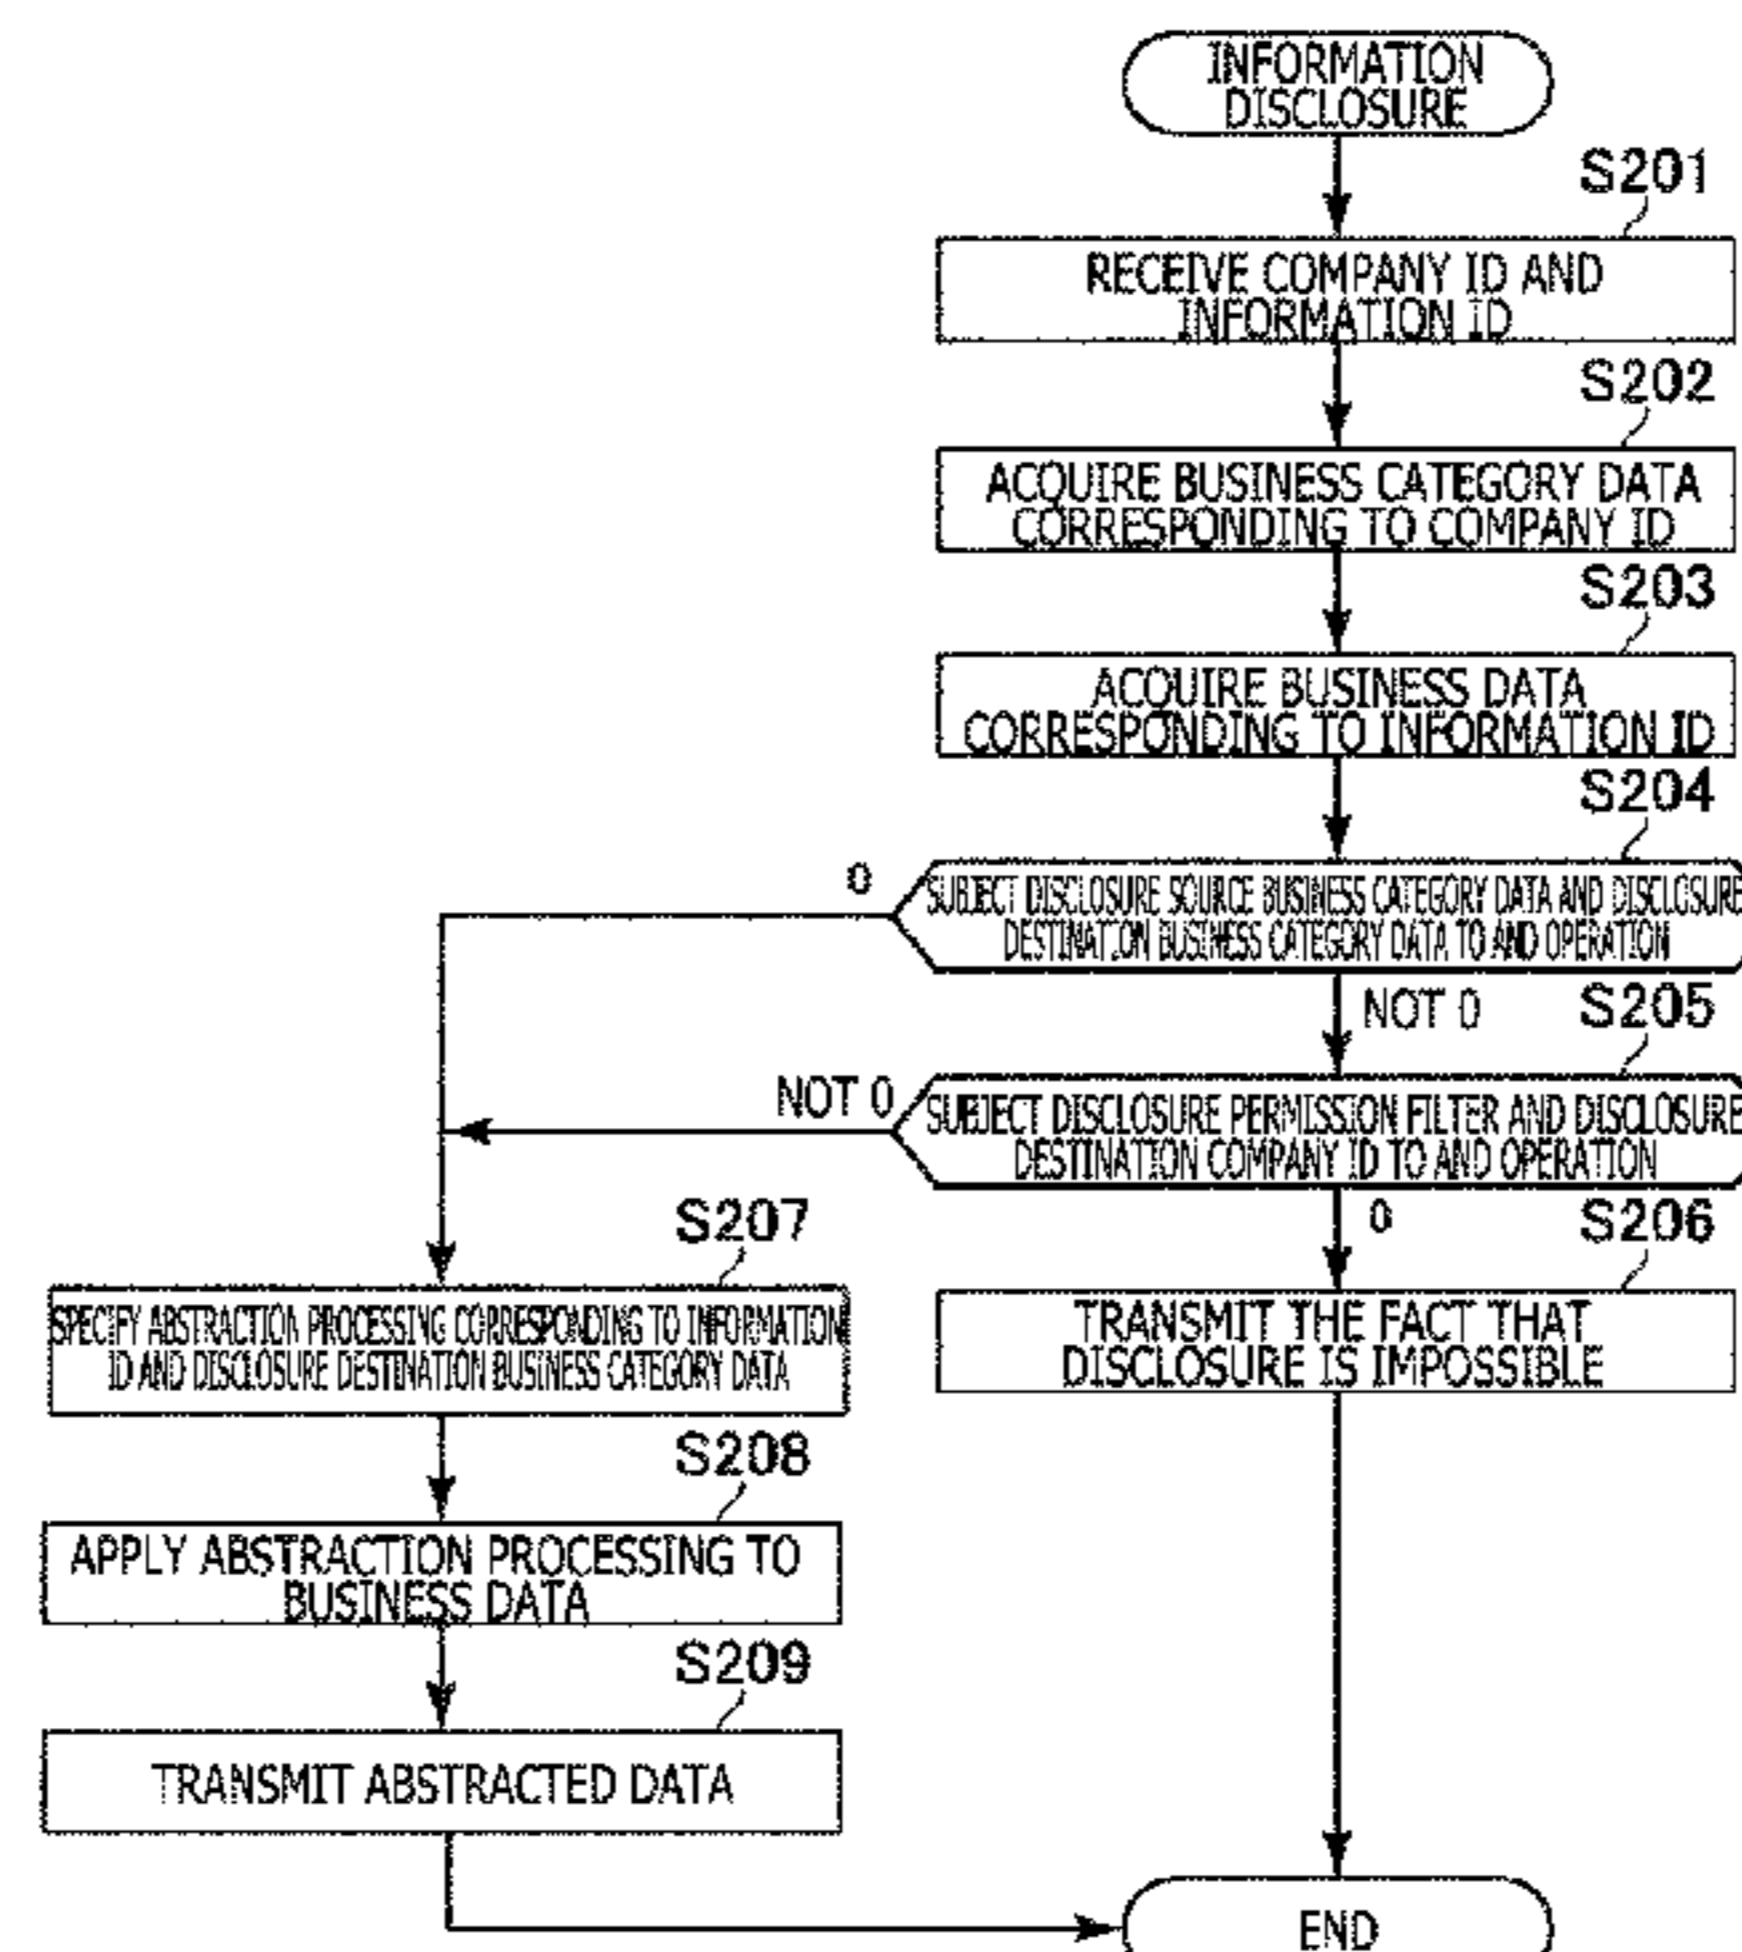 INFORMATION
DISCLOSURE
S201
RECEIVE COMPANY ID AND
INFORMATION ID
S202
ACQUIRE BUSINESS CATEGORY DATA
CORRESPONDING TO COMPANY ID
S203
ACQUIRE BUSINESS DATA
CORRESPONDING TO INFORMATION ID
S204
0
SUBJECT DISCLOSURE SOURCE BUSINESS CATEGORY DATA AND DISCLOSURE
DESTINATION BUSINESS CATEGORY DATA TO AND OPERATION
NOT 0
S205
NOT 0
SUBJECT DISCLOSURE PERMISSION FILTER AND DISCLOSURE
DESTINATION COMPANY ID TO AND OPERATION
0
S206
TRANSMIT THE FACT THAT
DISCLOSURE IS IMPOSSIBLE
S207
SPECIFY ABSTRACTION PROCESSING CORRESPONDING TO INFORMATION
ID AND DISCLOSURE DESTINATION BUSINESS CATEGORY DATA
S208
APPLY ABSTRACTION PROCESSING TO
BUSINESS DATA
S209
TRANSMIT ABSTRACTED DATA
END